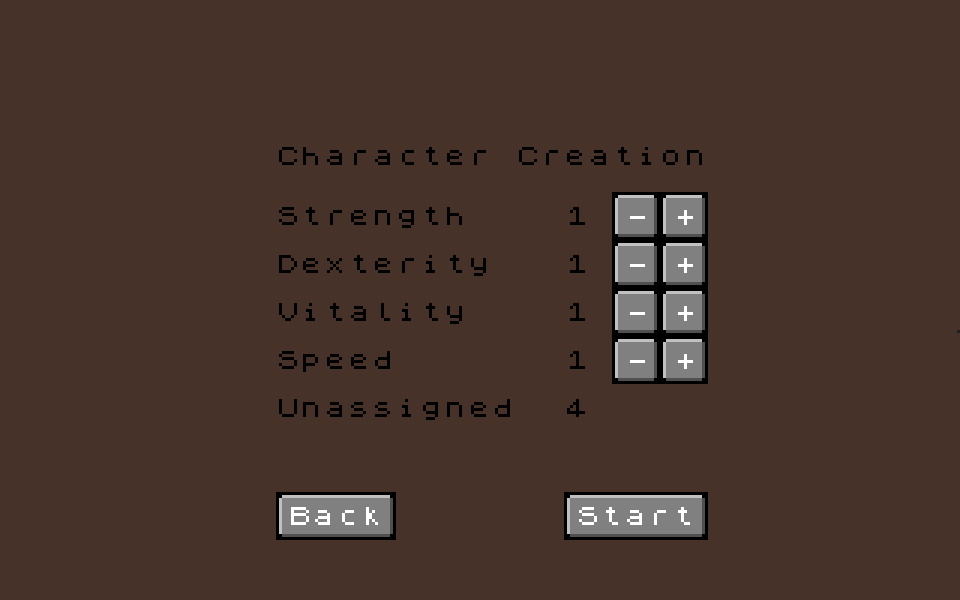 Character Creation
Strength 1 - +
Dexterity 1 - +
Vitality 1 - +
Speed 1 - +
Unassigned 4
Back Start